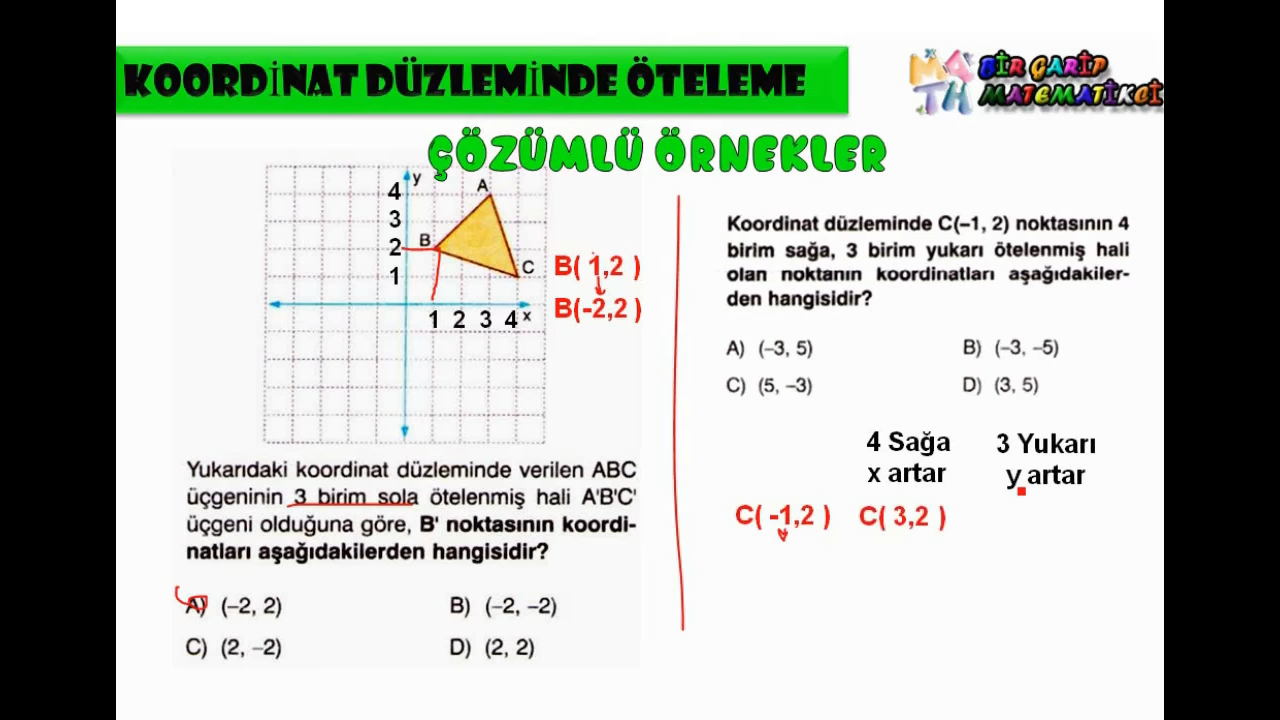 KOORDİNAT DÜZLEMİNDE ÖTELEME
MATH
BİR GARİP
MATEMATİKCİ
ÇÖZÜMLÜ ÖRNEKLER
y
4
3
2
1
A
B
C
1 2 3 4 x
B( 1,2 )
B(-2,2 )
Yukarıdaki koordinat düzleminde verilen ABC
üçgeninin 3 birim sola ötelenmiş hali A'B'C'
üçgeni olduğuna göre, B' noktasının koordi-
natları aşağıdakilerden hangisidir?
A) (–2, 2)
B) (–2, –2)
C) (2, –2)
D) (2, 2)
Koordinat düzleminde C(–1, 2) noktasının 4
birim sağa, 3 birim yukarı ötelenmiş hali
olan noktanın koordinatları aşağıdakiler-
den hangisidir?
A) (–3, 5)
B) (–3, –5)
C) (5, –3)
D) (3, 5)
4 Sağa
x artar
3 Yukarı
y artar
C( -1,2 ) C( 3,2 )